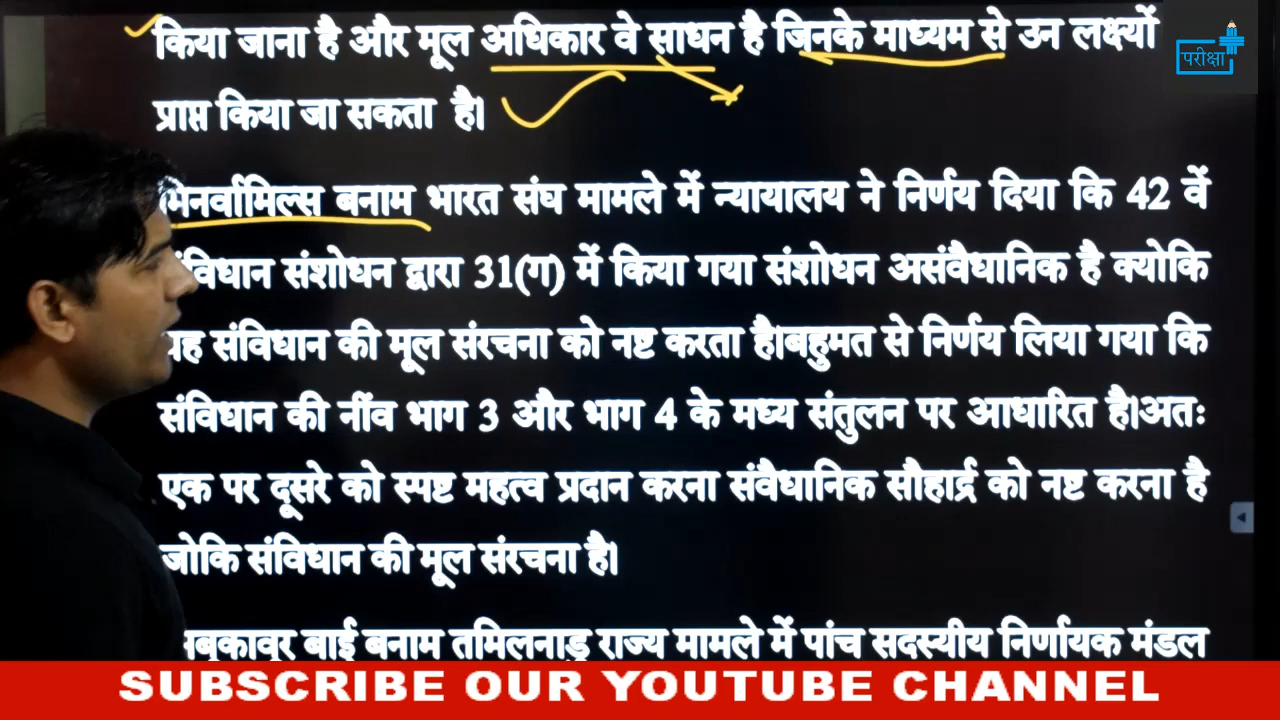 किया जाना है और मूल अधिकार वे साधन है जिनके माध्यम से उन लक्ष्यों
परीक्षा
प्राप्त किया जा सकता है।
मिनर्वामिल्स बनाम भारत संघ मामले में न्यायालय ने निर्णय दिया कि 42 वें
संविधान संशोधन द्वारा 31(ग) में किया गया संशोधन असंवैधानिक है क्योकि
यह संविधान की मूल संरचना को नष्ट करता है।बहुमत से निर्णय लिया गया कि
संविधान की नींव भाग 3 और भाग 4 के मध्य संतुलन पर आधारित है।अतः
एक पर दूसरे को स्पष्ट महत्व प्रदान करना संवैधानिक सौहार्द्र को नष्ट करना है
जोकि संविधान की मूल संरचना है।
बाई बनाम तमिलनाडु राज्य मामले में पांच सदस्यीय निर्णायक मंडल
SUBSCRIBE OUR YOUTUBE CHANNEL